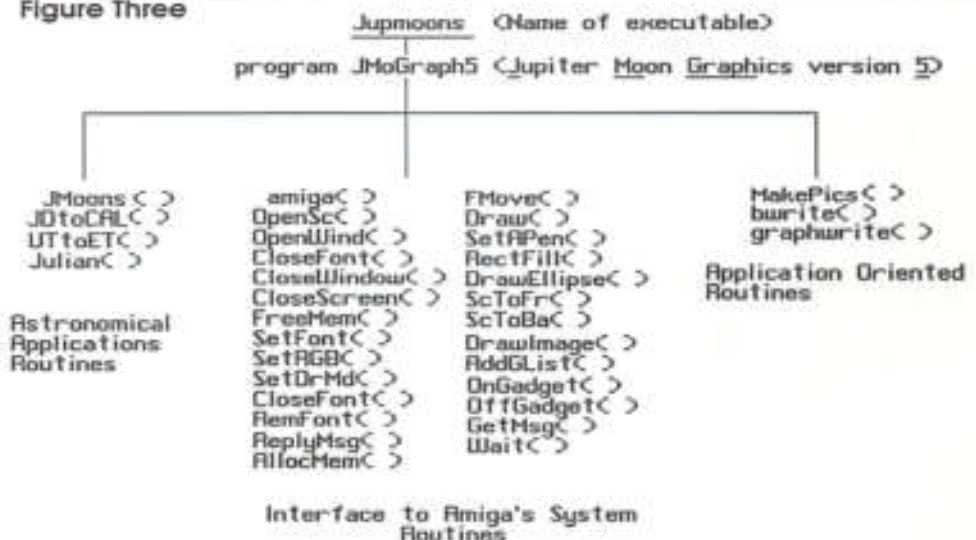 Figure Three
Jupmoons (Name of executable)
program JMoGraph5 (Jupiter Moon Graphics version 5)
JMoons ( )
JDtoCAL( )
UTtoET( )
Julian( )
Astronomical
Applications
Routines
amiga( )
OpenSc( )
OpenWind( )
CloseFont( )
CloseWindow( )
CloseScreen( )
FreeMem( )
SetFont( )
SetRGB( )
SetDrMd( )
CloseFont( )
RemFont( )
ReplyMsg( )
AllocMem( )
FMove( )
Draw( )
SetAPen( )
RectFill( )
DrawEllipse( )
ScToFr( )
ScToBa( )
DrawImage( )
AddGList( )
OnGadget( )
OffGadget( )
GetMsg( )
Wait( )
Interface to Amiga's System
Routines
MakePics( )
bwrite( )
graphwrite( )
Application Oriented
Routines